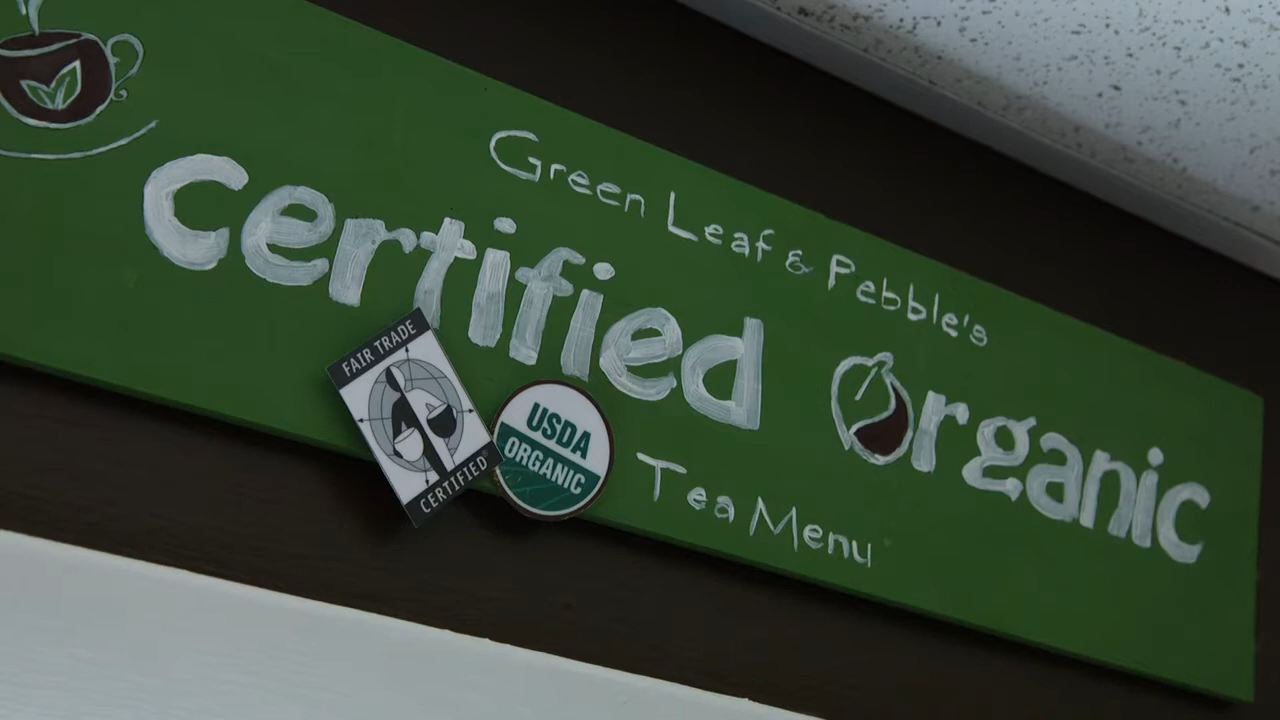 Green Leaf & Pebble's
certified Organic
Tea Menu
FAIR TRADE
CERTIFIED
USDA
ORGANIC